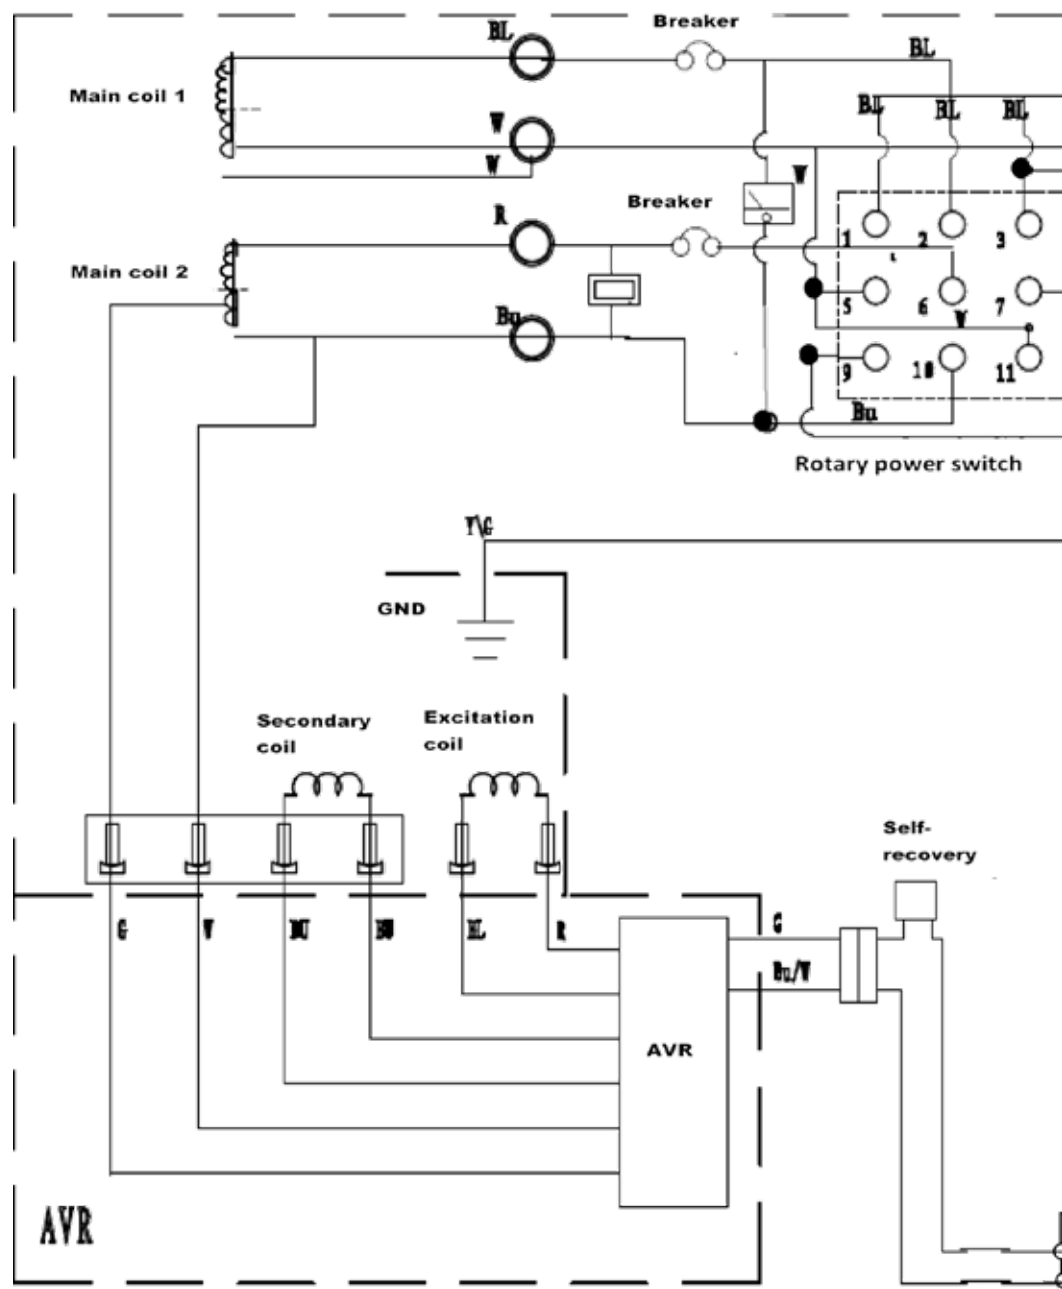 Breaker
BL
BL
Main coil 1
BL
BL
BL
W
W
W
Breaker
R
1
2
3
Main coil 2
Bu
5
6
7
W
9
10
11
Bu
Rotary power switch
Y\G
GND
Secondary
coil
Excitation
coil
Self-
recovery
G
BU
BL
R
G
Bu/W
AVR
AVR